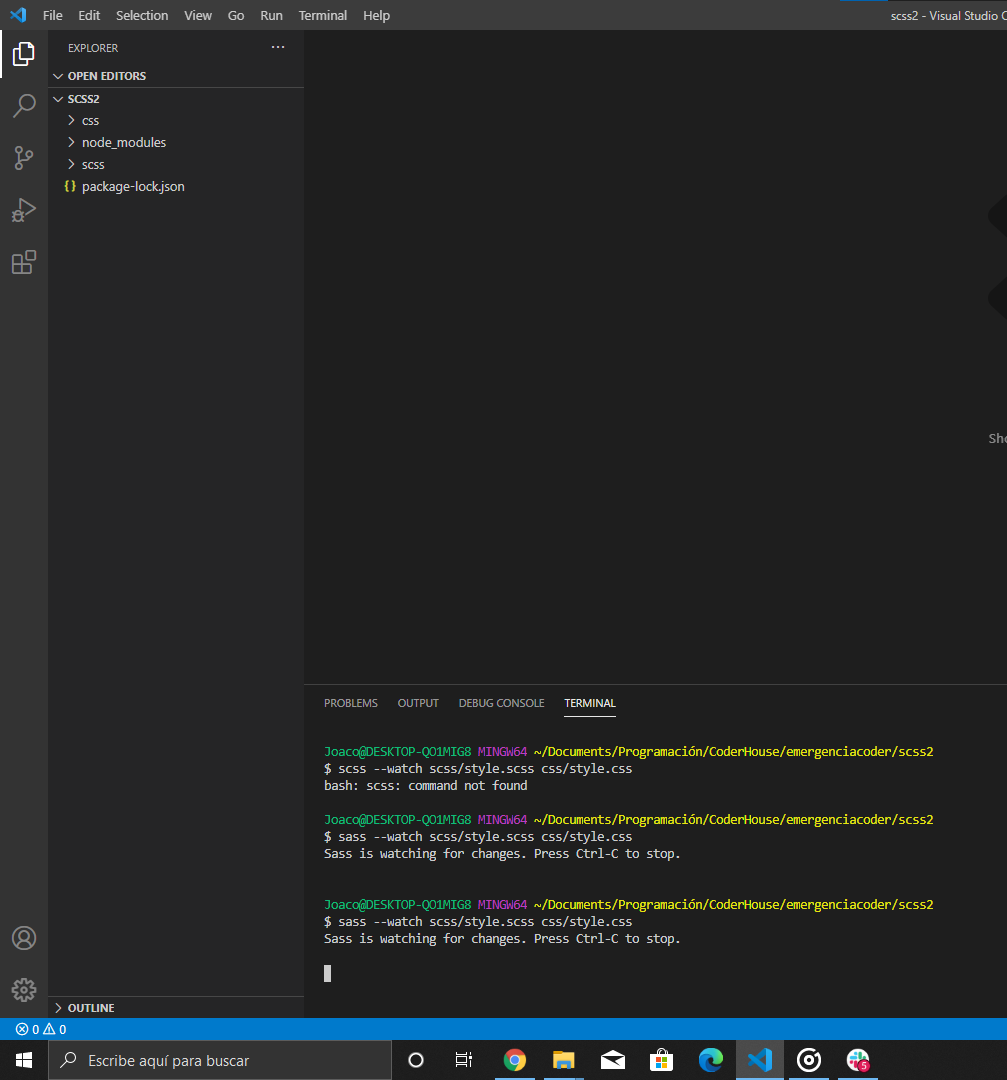 File Edit Selection View Go Run Terminal Help scss2 - Visual Studio C
EXPLORER ...
OPEN EDITORS
SCSS2
css
node_modules
scss
{} package-lock.json
Sho
PROBLEMS OUTPUT DEBUG CONSOLE TERMINAL
Joaco@DESKTOP-QO1MIG8 MINGW64 ~/Documents/Programación/CoderHouse/emergenciacoder/scss2
$ scss --watch scss/style.scss css/style.css
bash: scss: command not found
Joaco@DESKTOP-QO1MIG8 MINGW64 ~/Documents/Programación/CoderHouse/emergenciacoder/scss2
$ sass --watch scss/style.scss css/style.css
Sass is watching for changes. Press Ctrl-C to stop.
Joaco@DESKTOP-QO1MIG8 MINGW64 ~/Documents/Programación/CoderHouse/emergenciacoder/scss2
$ sass --watch scss/style.scss css/style.css
Sass is watching for changes. Press Ctrl-C to stop.
OUTLINE
0 0
Escribe aquí para buscar
5